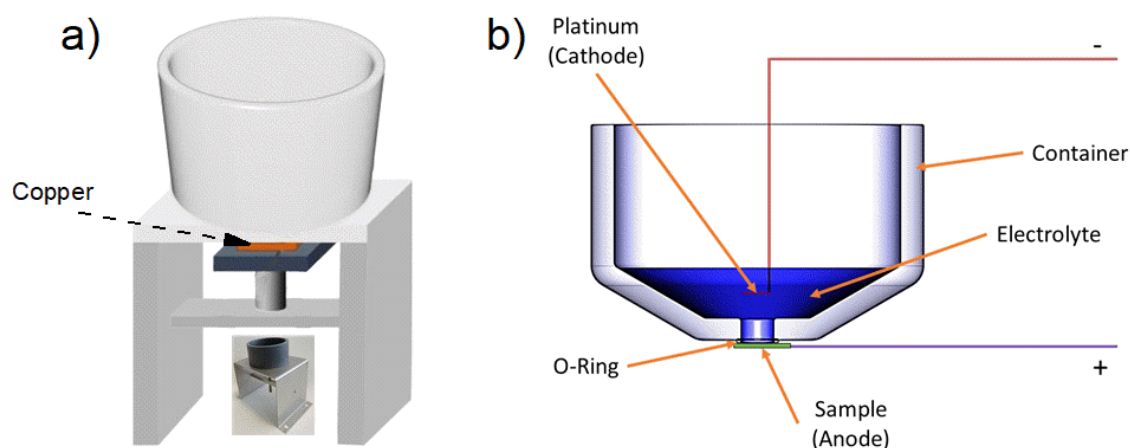 a)
Copper
b)
Platinum
(Cathode)
-
Container
Electrolyte
O-Ring
+
Sample
(Anode)